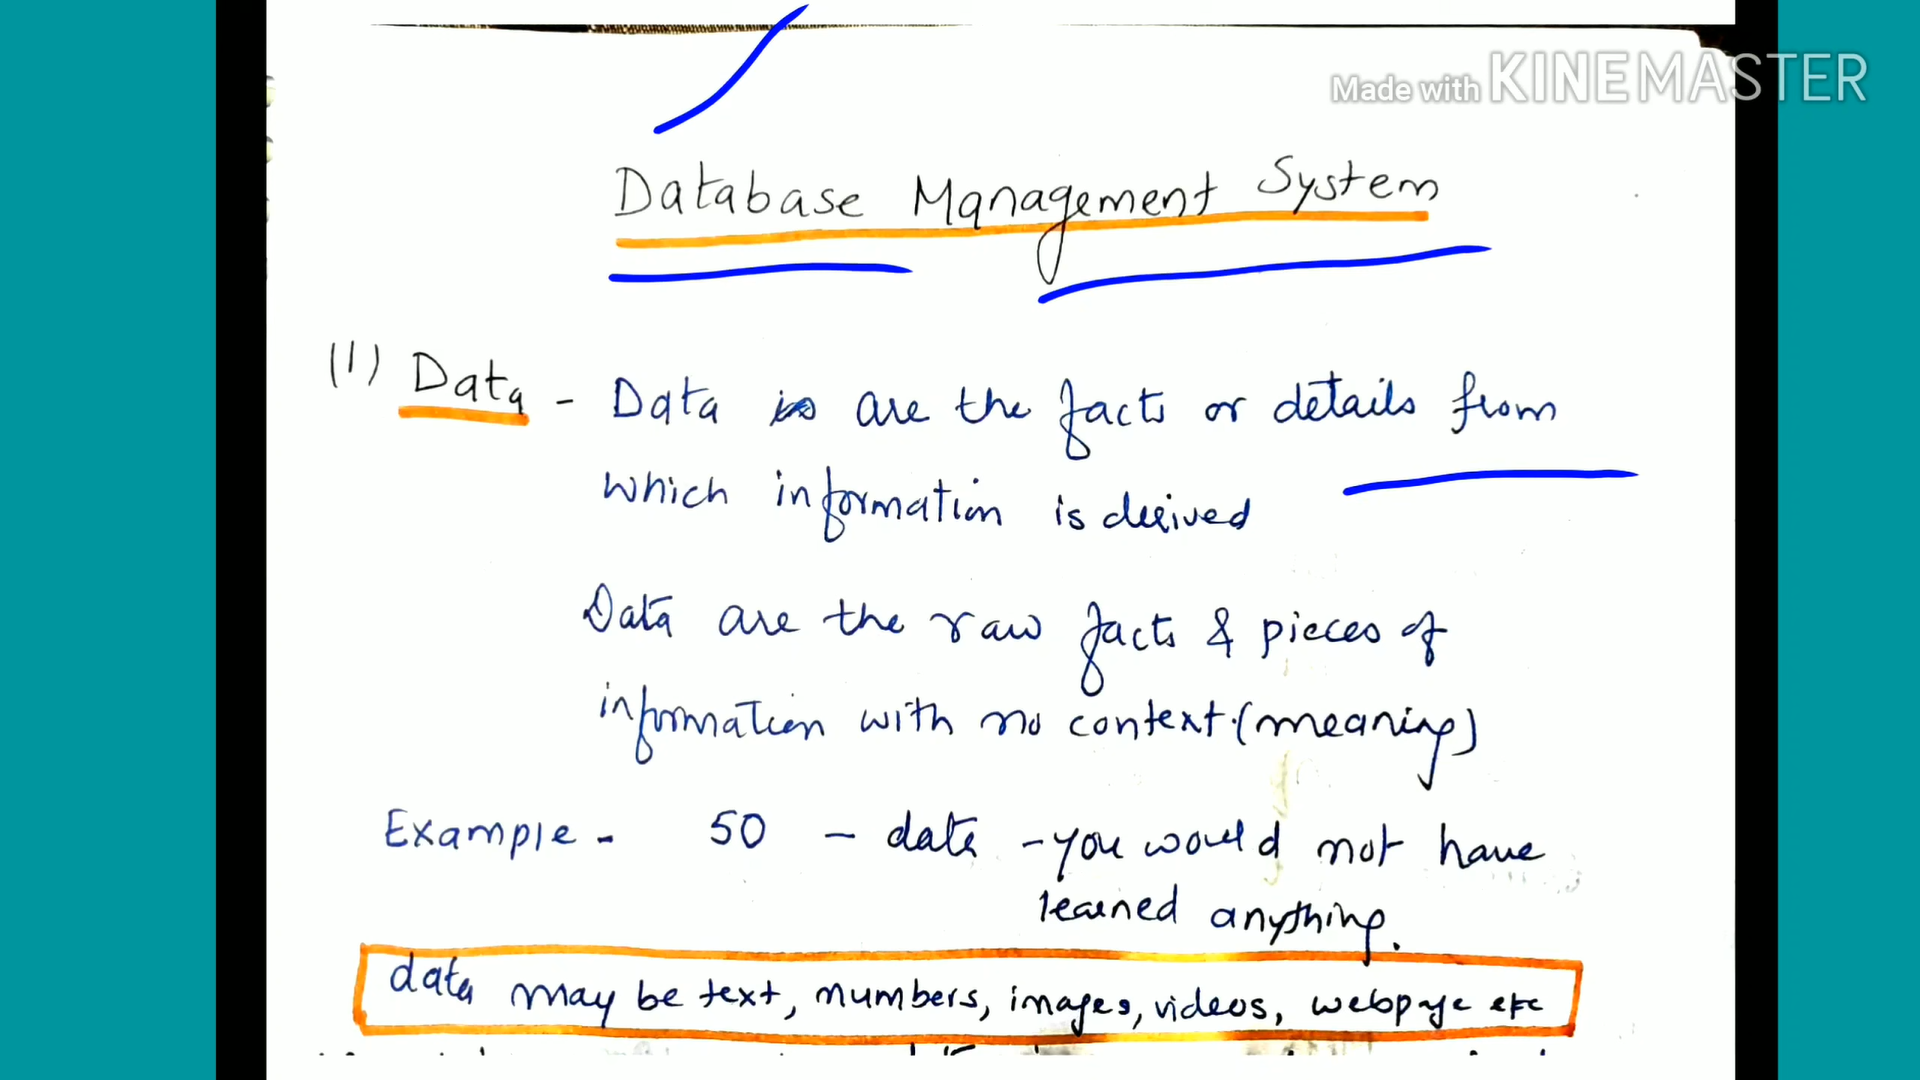 Made with KINEMASTER
Database Management System
(1) Data - Data is are the facts or details from
which information is derived
Data are the raw facts & pieces of
information with no context. (meaning)
Example - 50 - data - you would not have
learned anything.
data may be text, numbers, images, videos, webpage etc